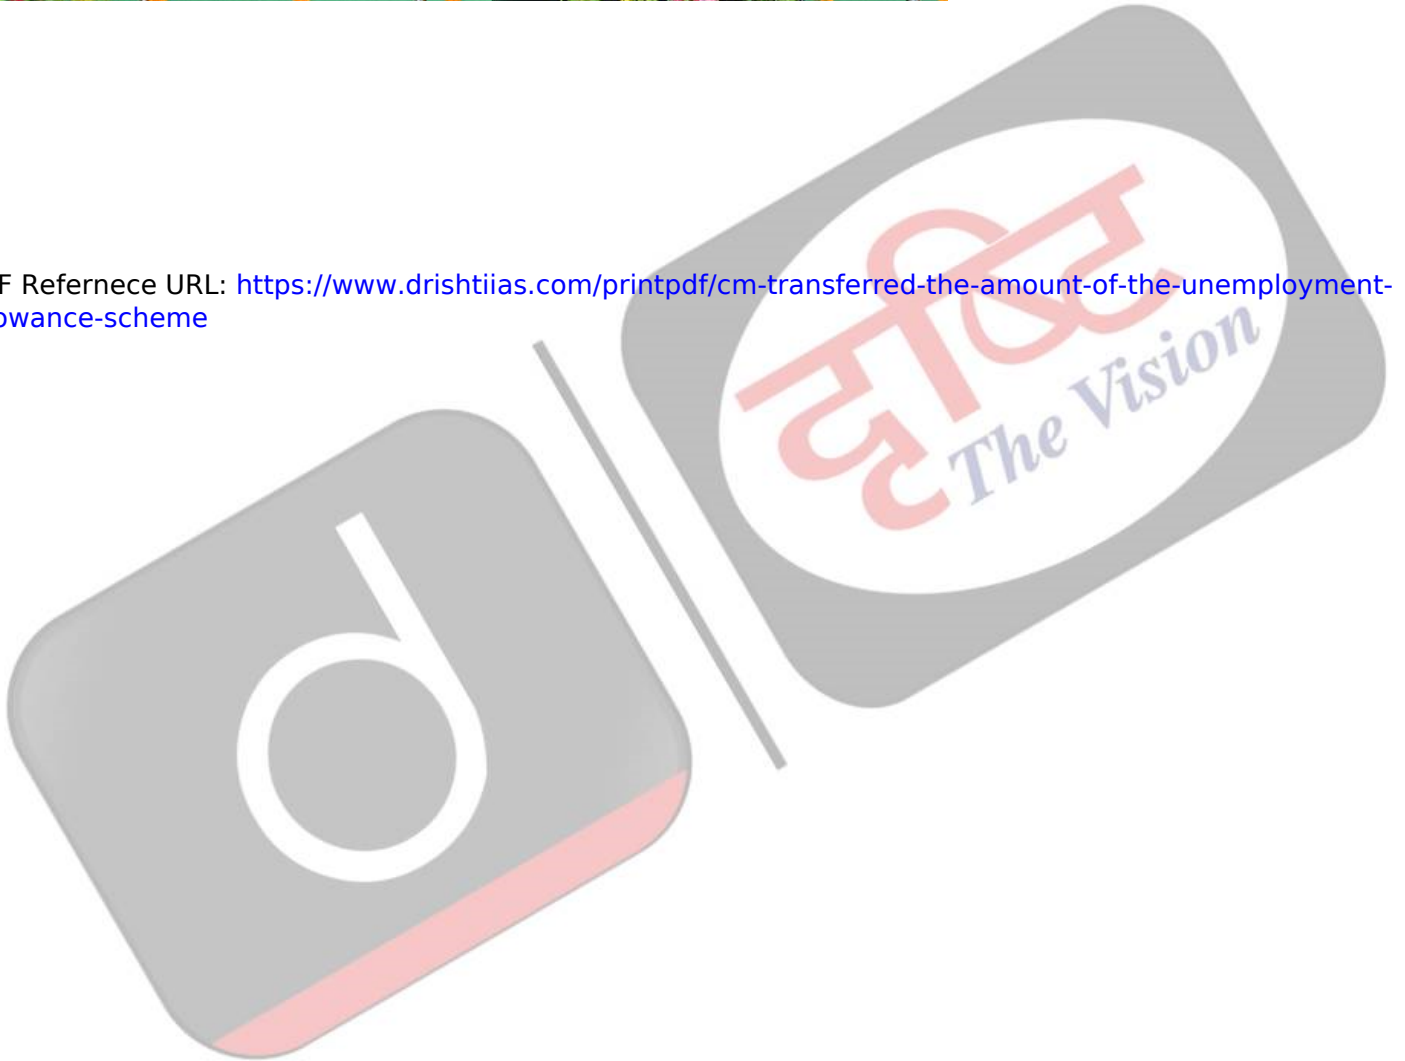 F Refernece URL: https://www.drishtiias.com/printpdf/cm-transferred-the-amount-of-the-unemployment-
owance-scheme
दृष्टि
The Vision
d